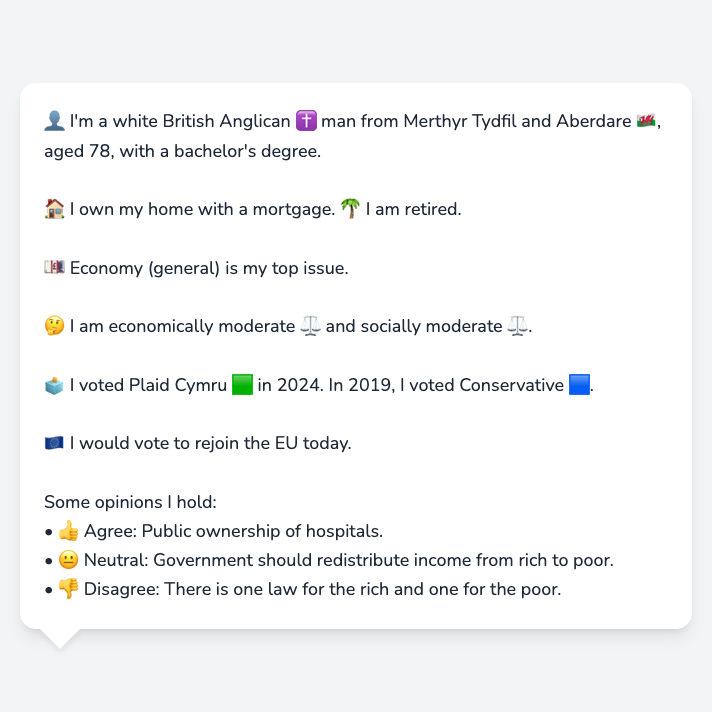 👤 I'm a white British Anglican ✝️ man from Merthyr Tydfil and Aberdare 🏴󠁧󠁢󠁷󠁬󠁳󠁿,
aged 78, with a bachelor's degree.
🏠 I own my home with a mortgage. 🌴 I am retired.
💷 Economy (general) is my top issue.
🤔 I am economically moderate ⚖️ and socially moderate ⚖️.
🗳️ I voted Plaid Cymru 🟩 in 2024. In 2019, I voted Conservative 🟦.
🇪🇺 I would vote to rejoin the EU today.
Some opinions I hold:
• 👍 Agree: Public ownership of hospitals.
• 😐 Neutral: Government should redistribute income from rich to poor.
• 👎 Disagree: There is one law for the rich and one for the poor.